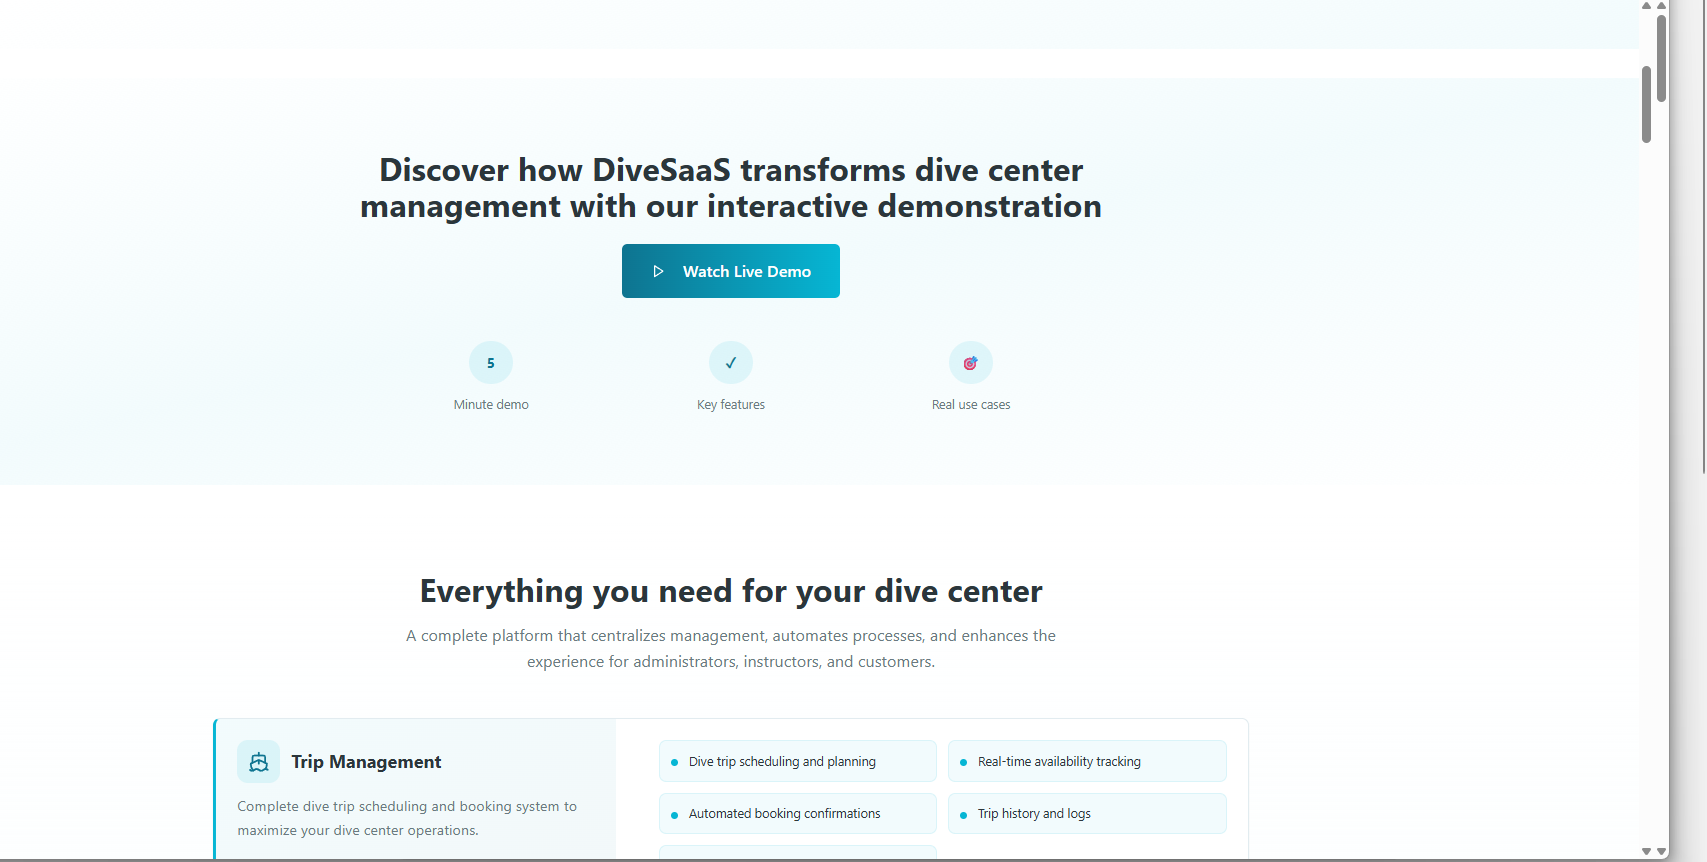 Discover how DiveSaaS transforms dive center
management with our interactive demonstration
Watch Live Demo
5
Minute demo
Key features
Real use cases
Everything you need for your dive center
A complete platform that centralizes management, automates processes, and enhances the
experience for administrators, instructors, and customers.
Trip Management
Complete dive trip scheduling and booking system to
maximize your dive center operations.
Dive trip scheduling and planning
Real-time availability tracking
Automated booking confirmations
Trip history and logs